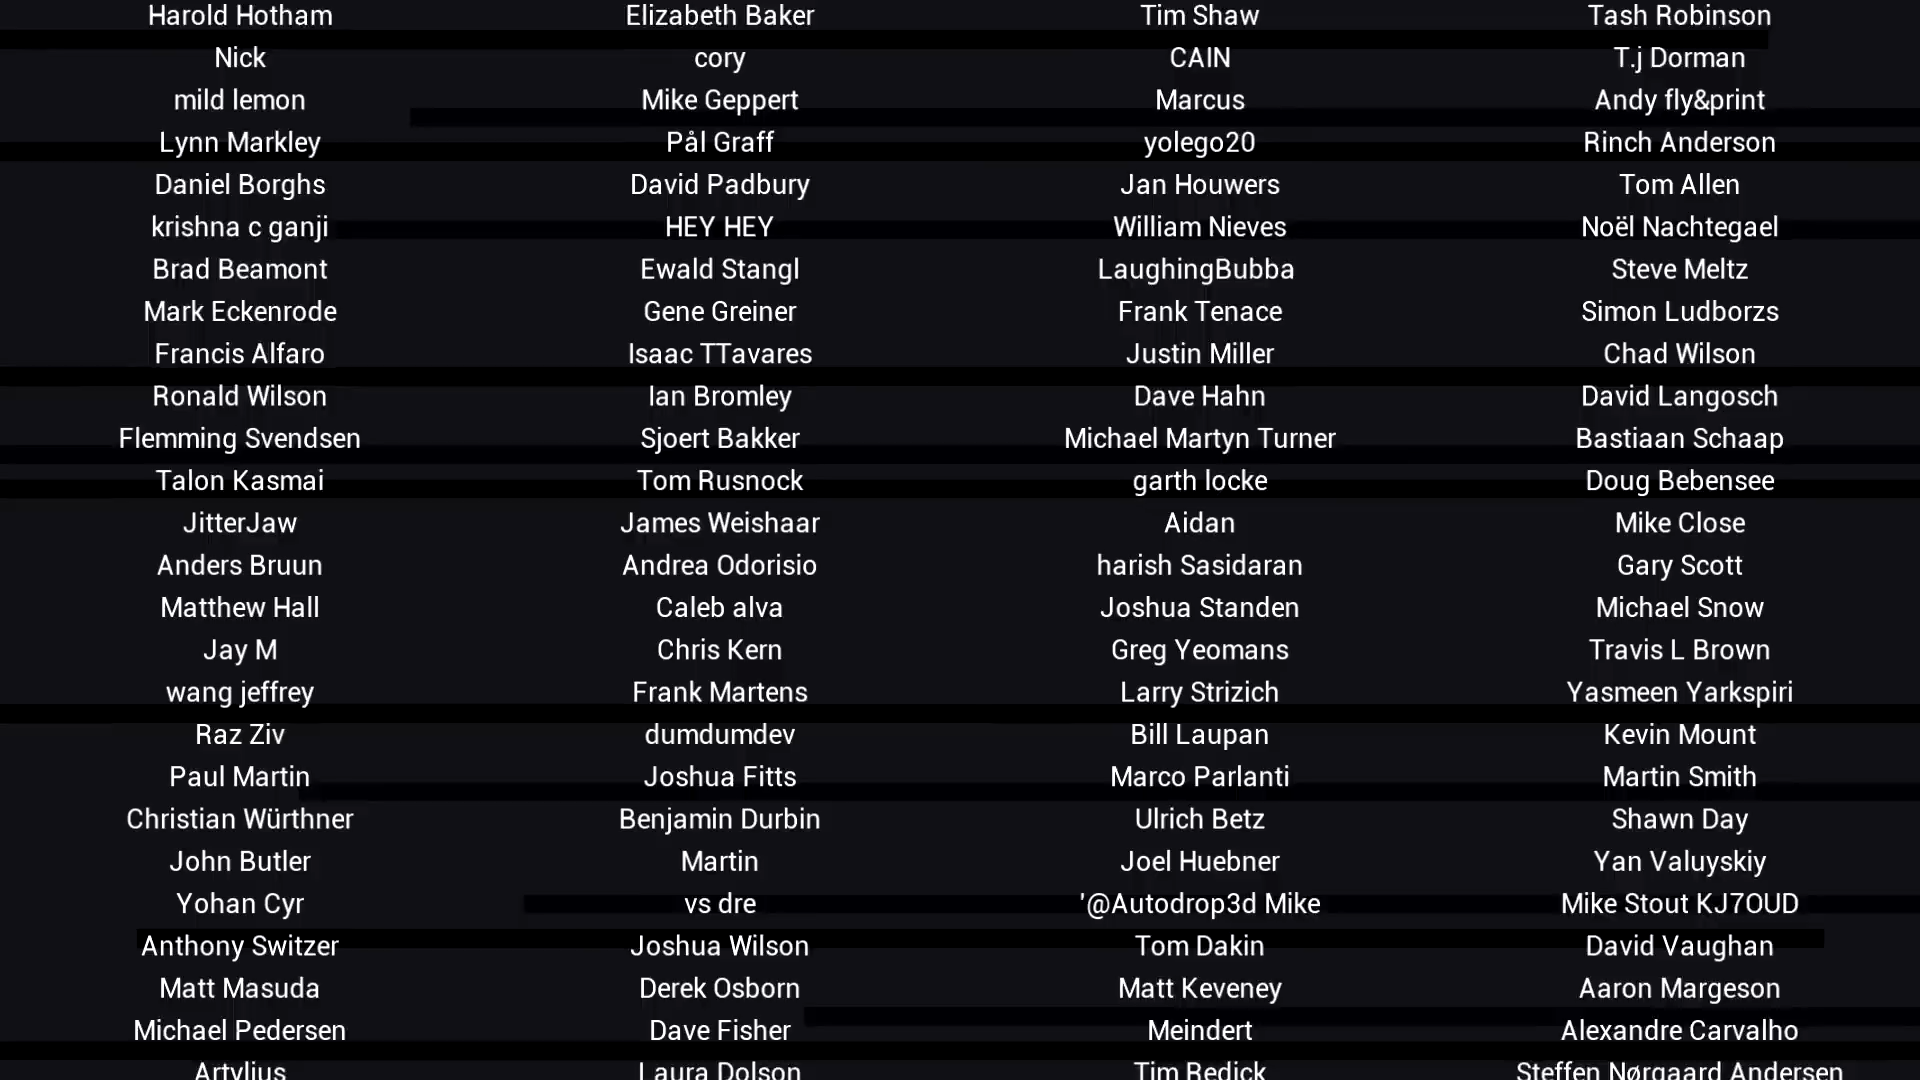 Harold Hotham Elizabeth Baker Tim Shaw Tash Robinson
Nick cory CAIN T.j Dorman
mild lemon Mike Geppert Marcus Andy fly&print
Lynn Markley Pål Graff yolego20 Rinch Anderson
Daniel Borghs David Padbury Jan Houwers Tom Allen
krishna c ganji HEY HEY William Nieves Noël Nachtegael
Brad Beamont Ewald Stangl LaughingBubba Steve Meltz
Mark Eckenrode Gene Greiner Frank Tenace Simon Ludborzs
Francis Alfaro Isaac TTavares Justin Miller Chad Wilson
Ronald Wilson Ian Bromley Dave Hahn David Langosch
Flemming Svendsen Sjoert Bakker Michael Martyn Turner Bastiaan Schaap
Talon Kasmai Tom Rusnock garth locke Doug Bebensee
JitterJaw James Weishaar Aidan Mike Close
Anders Bruun Andrea Odorisio harish Sasidaran Gary Scott
Matthew Hall Caleb alva Joshua Standen Michael Snow
Jay M Chris Kern Greg Yeomans Travis L Brown
wang jeffrey Frank Martens Larry Strizich Yasmeen Yarkspiri
Raz Ziv dumdumdev Bill Laupan Kevin Mount
Paul Martin Joshua Fitts Marco Parlanti Martin Smith
Christian Würthner Benjamin Durbin Ulrich Betz Shawn Day
John Butler Martin Joel Huebner Yan Valuyskiy
Yohan Cyr vs dre '@Autodrop3d Mike Mike Stout KJ7OUD
Anthony Switzer Joshua Wilson Tom Dakin David Vaughan
Matt Masuda Derek Osborn Matt Keveney Aaron Margeson
Michael Pedersen Dave Fisher Meindert Alexandre Carvalho
Artylius Laura Dolson Tim Redick Steffen Nørgaard Andersen